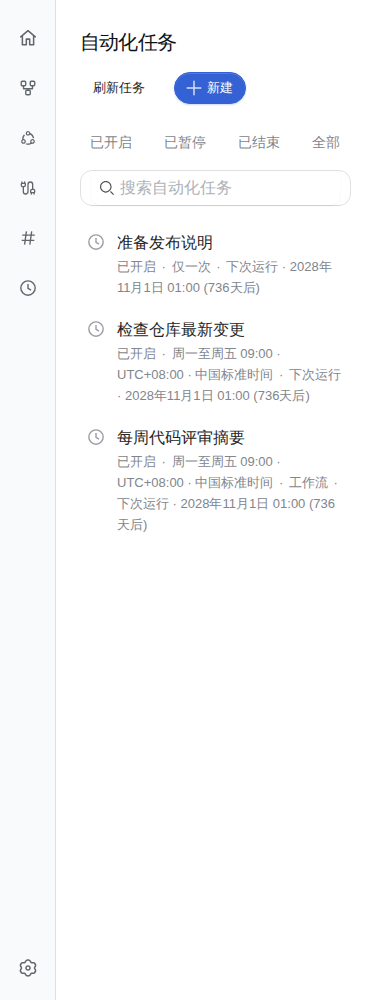 自动化任务
刷新任务
新建
已开启 已暂停 已结束 全部
搜索自动化任务
准备发布说明
已开启 · 仅一次 · 下次运行 · 2028年
11月1日 01:00 (736天后)
检查仓库最新变更
已开启 · 周一至周五 09:00 ·
UTC+08:00 · 中国标准时间 · 下次运行
· 2028年11月1日 01:00 (736天后)
每周代码评审摘要
已开启 · 周一至周五 09:00 ·
UTC+08:00 · 中国标准时间 · 工作流 ·
下次运行 · 2028年11月1日 01:00 (736
天后)